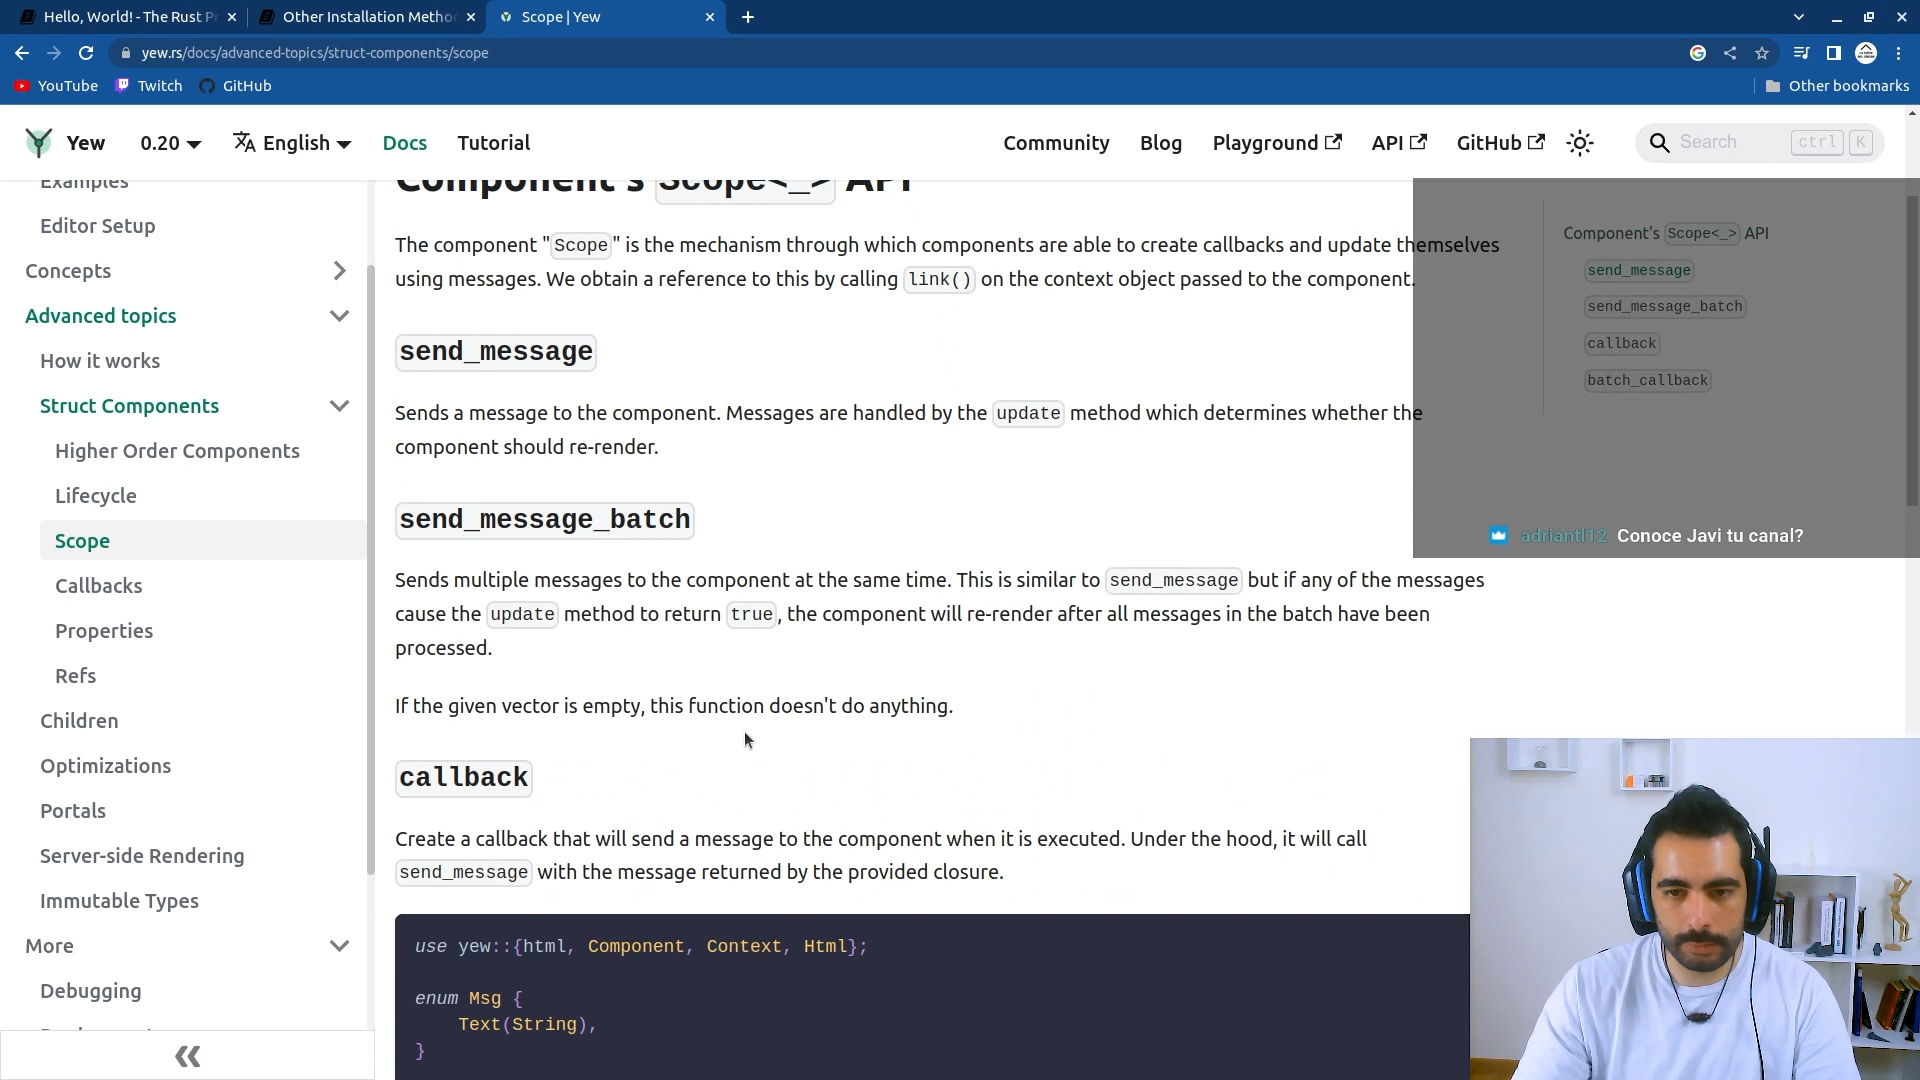 Hello, World! - The Rust Pr
Other Installation Metho
Scope | Yew
yew.rs/docs/advanced-topics/struct-components/scope
YouTube
Twitch
GitHub
Other bookmarks
Yew
0.20
English
Docs
Tutorial
Community
Blog
Playground
API
GitHub
Search
ctrl
K
Examples
Editor Setup
Concepts
Advanced topics
How it works
Struct Components
Higher Order Components
Lifecycle
Scope
Callbacks
Properties
Refs
Children
Optimizations
Portals
Server-side Rendering
Immutable Types
More
Debugging
Component's Scope<_> API
The component "Scope" is the mechanism through which components are able to create callbacks and update themselves
using messages. We obtain a reference to this by calling link() on the context object passed to the component.
send_message
Sends a message to the component. Messages are handled by the update method which determines whether the
component should re-render.
send_message_batch
Sends multiple messages to the component at the same time. This is similar to send_message but if any of the messages
cause the update method to return true, the component will re-render after all messages in the batch have been
processed.
If the given vector is empty, this function doesn't do anything.
callback
Create a callback that will send a message to the component when it is executed. Under the hood, it will call
send_message with the message returned by the provided closure.
use yew::{html, Component, Context, Html};
enum Msg {
Text(String),
}
Component's Scope<_> API
send_message
send_message_batch
callback
batch_callback
adriantl12 Conoce Javi tu canal?